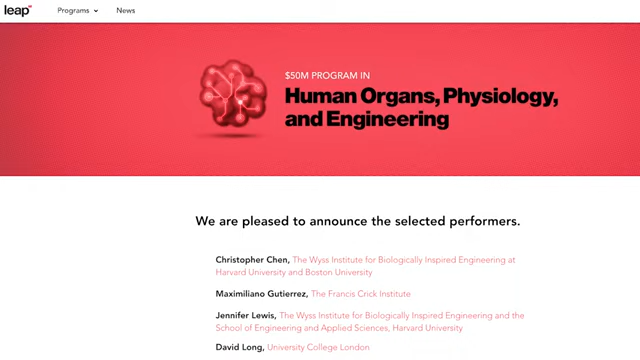 leap
Programs
News
$50M PROGRAM IN
Human Organs, Physiology,
and Engineering
We are pleased to announce the selected performers.
Christopher Chen, The Wyss Institute for Biologically Inspired Engineering at
Harvard University and Boston University
Maximiliano Gutierrez, The Francis Crick Institute
Jennifer Lewis, The Wyss Institute for Biologically Inspired Engineering and the
School of Engineering and Applied Sciences, Harvard University
David Long, University College London